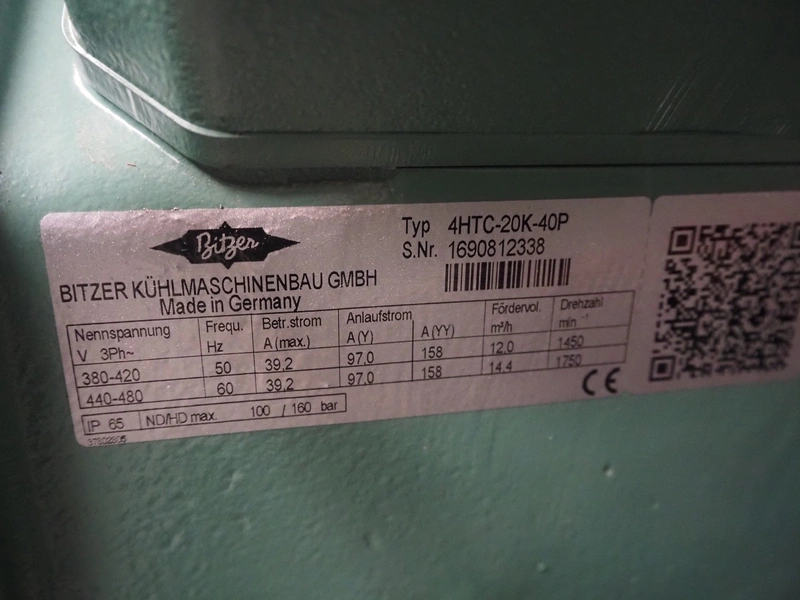 Bitzer
Typ 4HTC-20K-40P
S.Nr. 1690812338
BITZER KÜHLMASCHINENBAU GMBH
Made in Germany
Nennspannung Frequ. Betr.strom Anlaufstrom Fördervol. Drehzahl
V 3Ph~ Hz A (max.) A (Y) A (YY) m³/h min⁻¹
380-420 50 39,2 97,0 158 12.0 1450
440-480 60 39,2 97,0 158 14.4 1750
IP 65 ND/HD max. 100 / 160 bar
CE